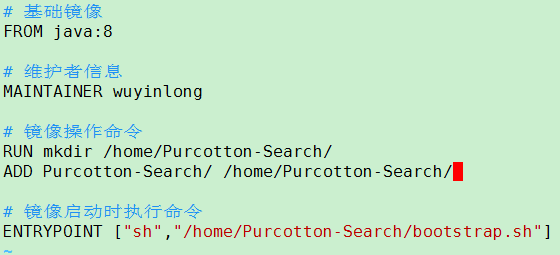 # 基础镜像
FROM java:8
# 维护者信息
MAINTAINER wuyinlong
# 镜像操作命令
RUN mkdir /home/Purcotton-Search/
ADD Purcotton-Search/ /home/Purcotton-Search/
# 镜像启动时执行命令
ENTRYPOINT ["sh","/home/Purcotton-Search/bootstrap.sh"]
~